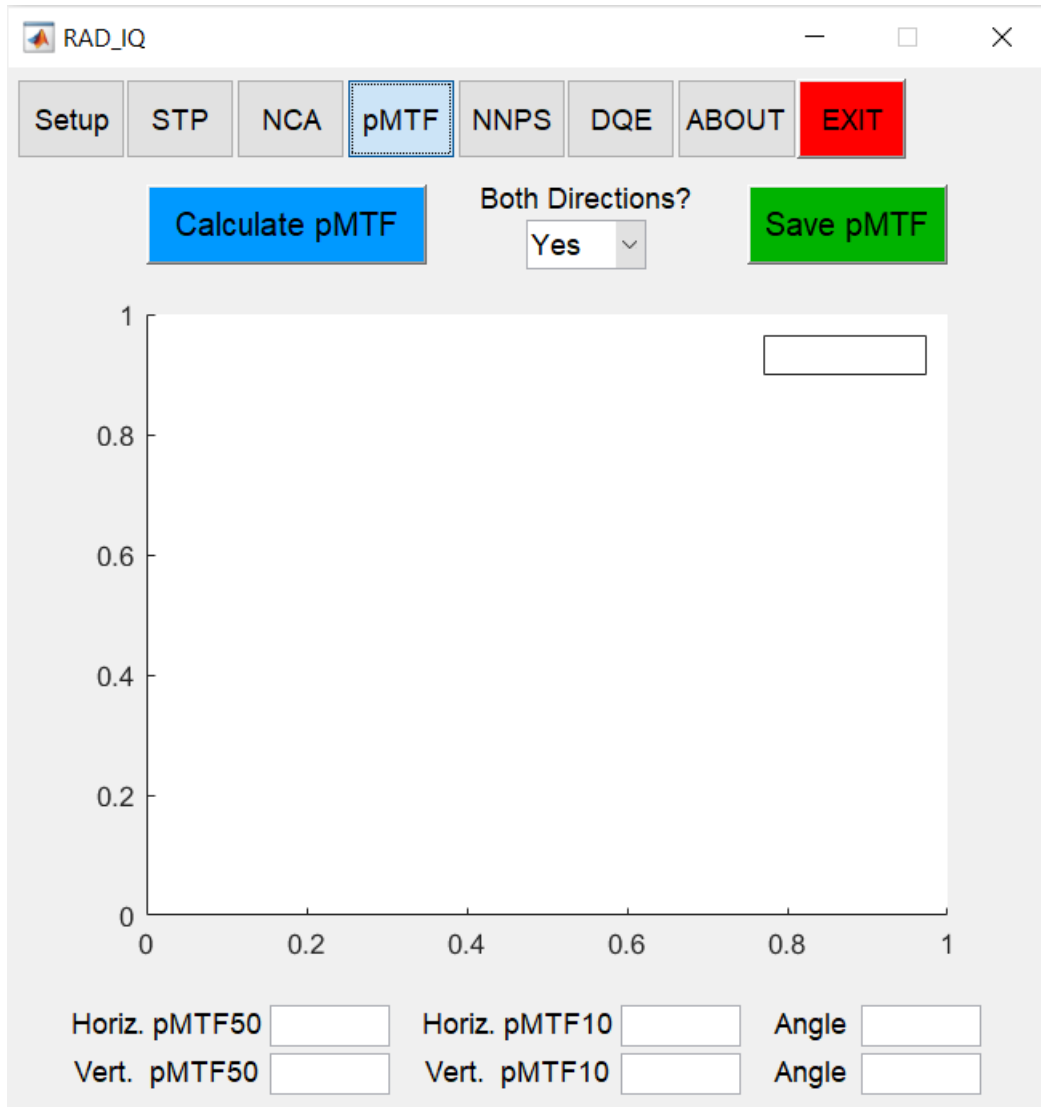 RAD_IQ
Setup STP NCA pMTF NNPS DQE ABOUT EXIT
Calculate pMTF
Both Directions?
Yes
Save pMTF
1
0.8
0.6
0.4
0.2
0
0 0.2 0.4 0.6 0.8 1
Horiz. pMTF50 Horiz. pMTF10 Angle
Vert. pMTF50 Vert. pMTF10 Angle